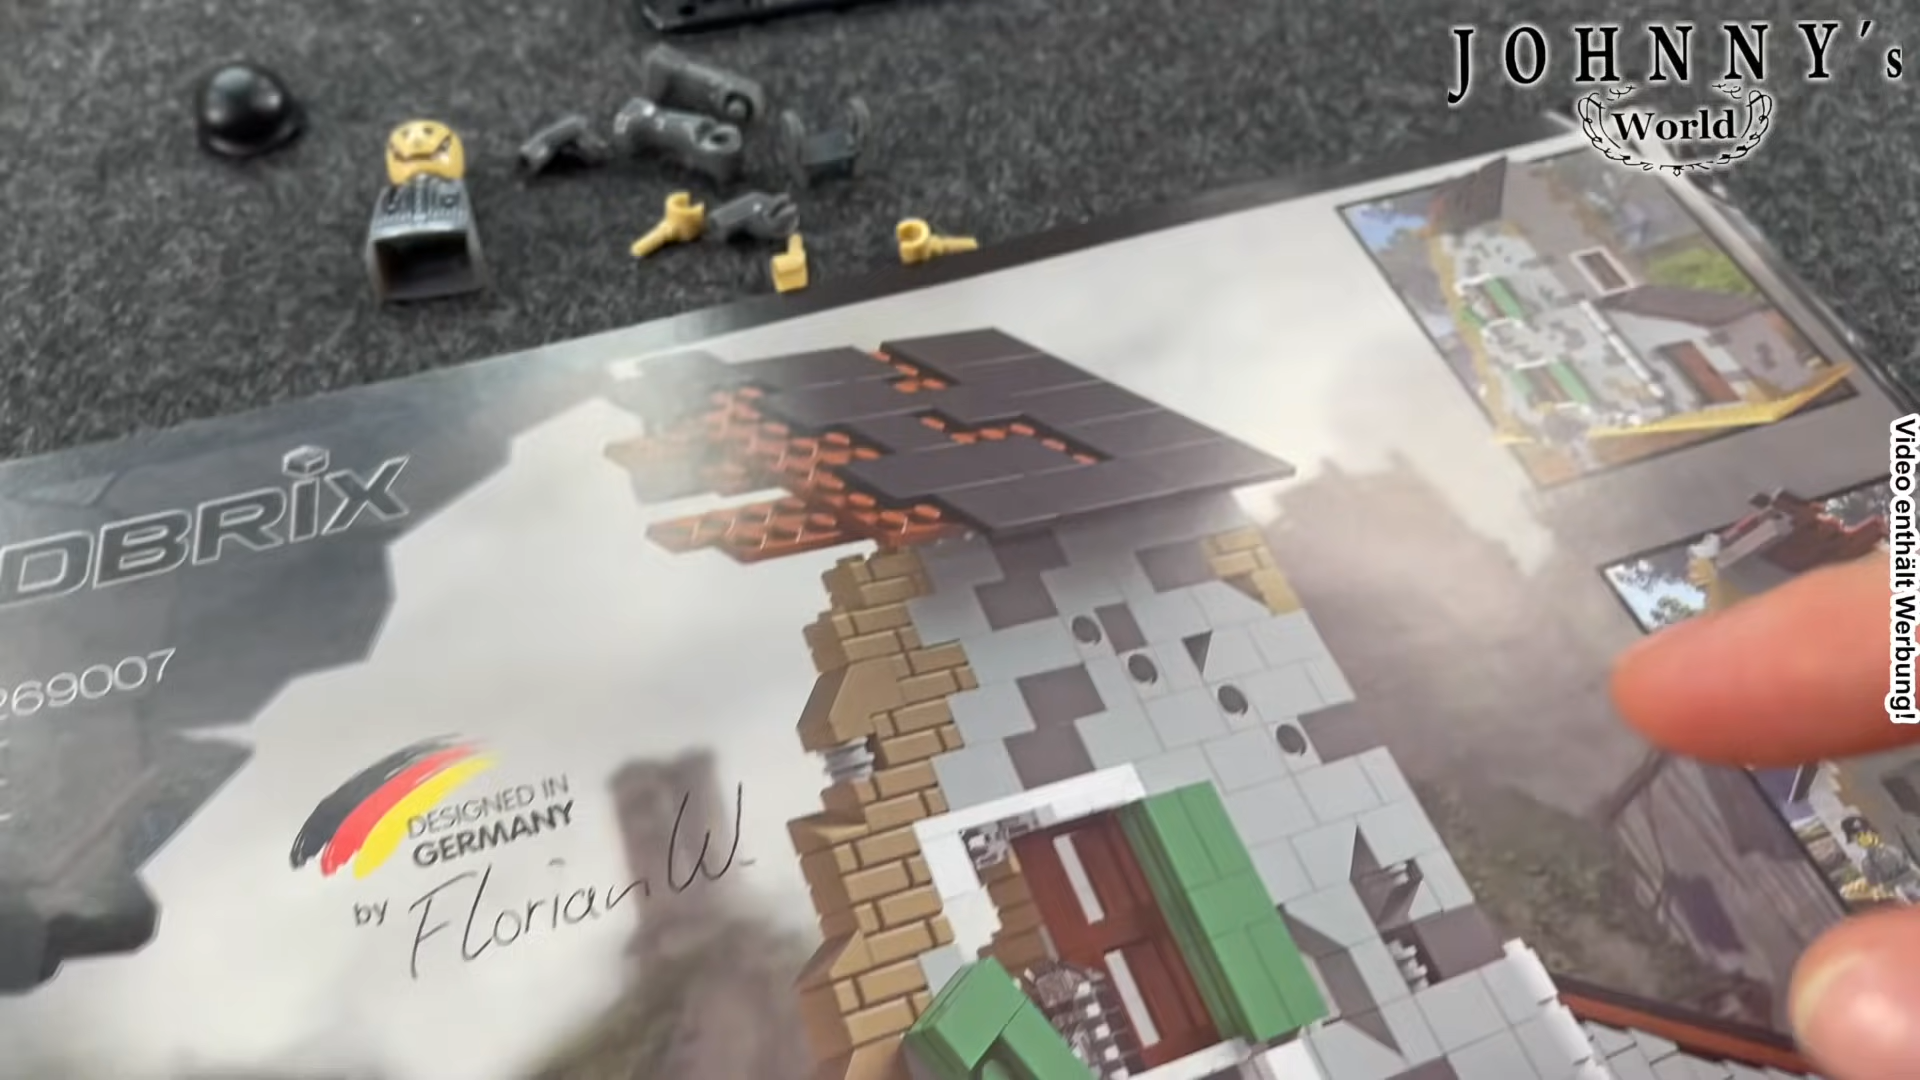 JOHNNY´s
World
DBRIX
269007
DESIGNED IN
GERMANY
by Florian W.
Video enthält Werbung!